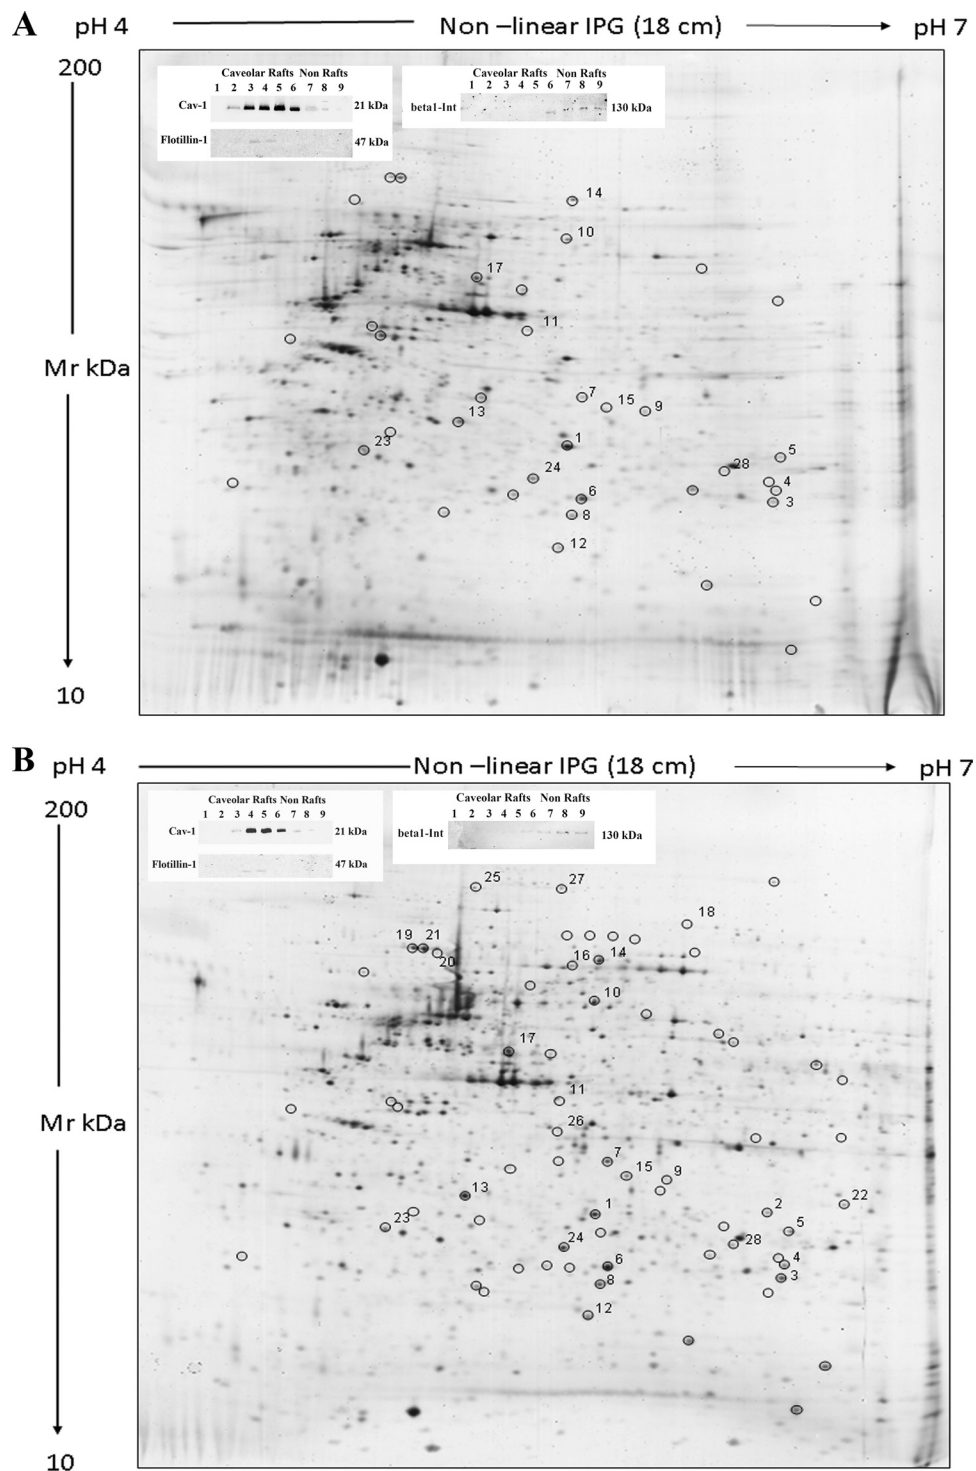 A
pH 4 Non –linear IPG (18 cm) pH 7
200
Caveolar Rafts Non Rafts
1 2 3 4 5 6 7 8 9
Cav-1 21 kDa
Flotillin-1 47 kDa
Caveolar Rafts Non Rafts
1 2 3 4 5 6 7 8 9
beta1-Int 130 kDa
14
10
17
11
Mr kDa
7
15
9
13
23
1
5
28
24
4
6
3
8
12
10
B
pH 4 Non –linear IPG (18 cm) pH 7
200
Caveolar Rafts Non Rafts
1 2 3 4 5 6 7 8 9
Cav-1 21 kDa
Flotillin-1 47 kDa
Caveolar Rafts Non Rafts
1 2 3 4 5 6 7 8 9
beta1-Int 130 kDa
25 27
18
19 21
20
16 14
10
17
11
Mr kDa
26
7
15 9
13
22
23
1
2
5
24
28
6
4
8
3
12
10